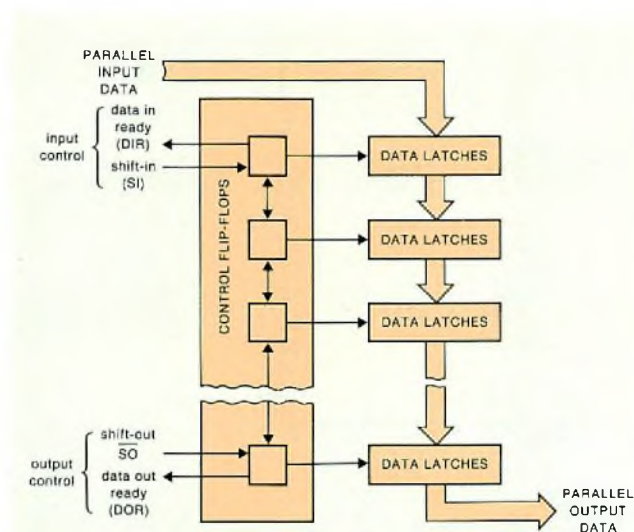 PARALLEL
INPUT
DATA
input
control
data in
ready
(DIR)
shift-in
(SI)
CONTROL FLIP-FLOPS
DATA LATCHES
DATA LATCHES
DATA LATCHES
output
control
shift-out
S̅O̅
data out
ready
(DOR)
DATA LATCHES
PARALLEL
OUTPUT
DATA